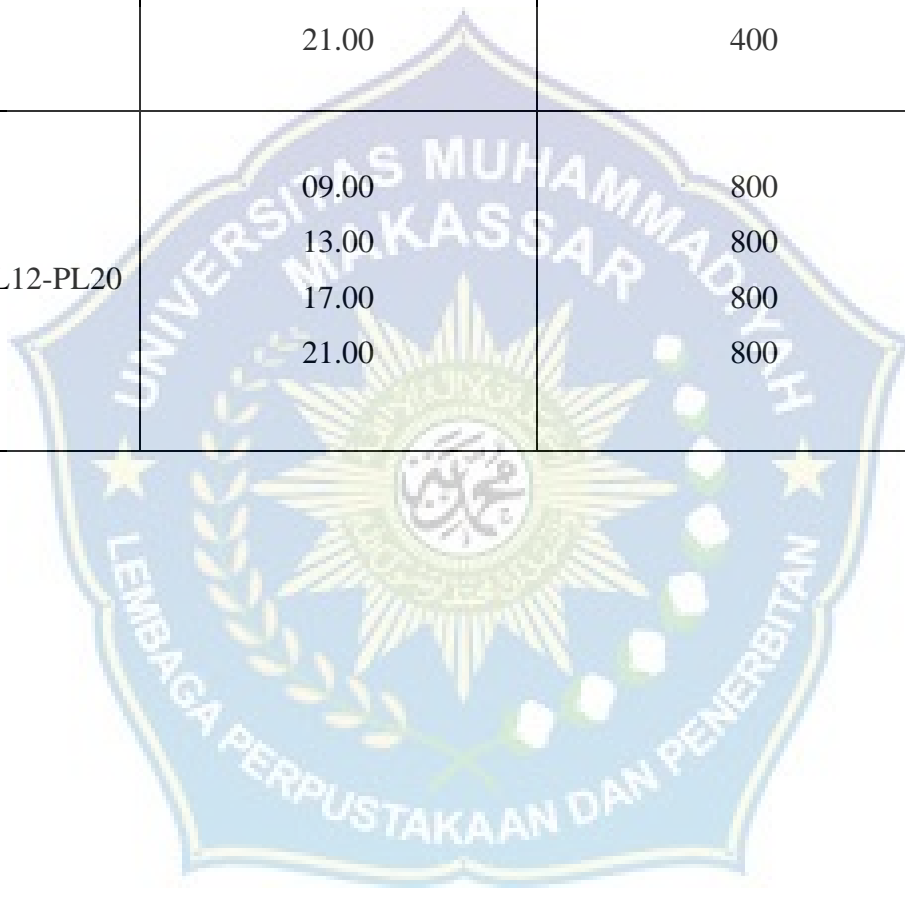 21.00 400
09.00 800
13.00 800
L12-PL20
17.00 800
21.00 800
UNIVERSITAS MUHAMMADIYAH
MAKASSAR
LEMBAGA PERPUSTAKAAN DAN PENERBITAN